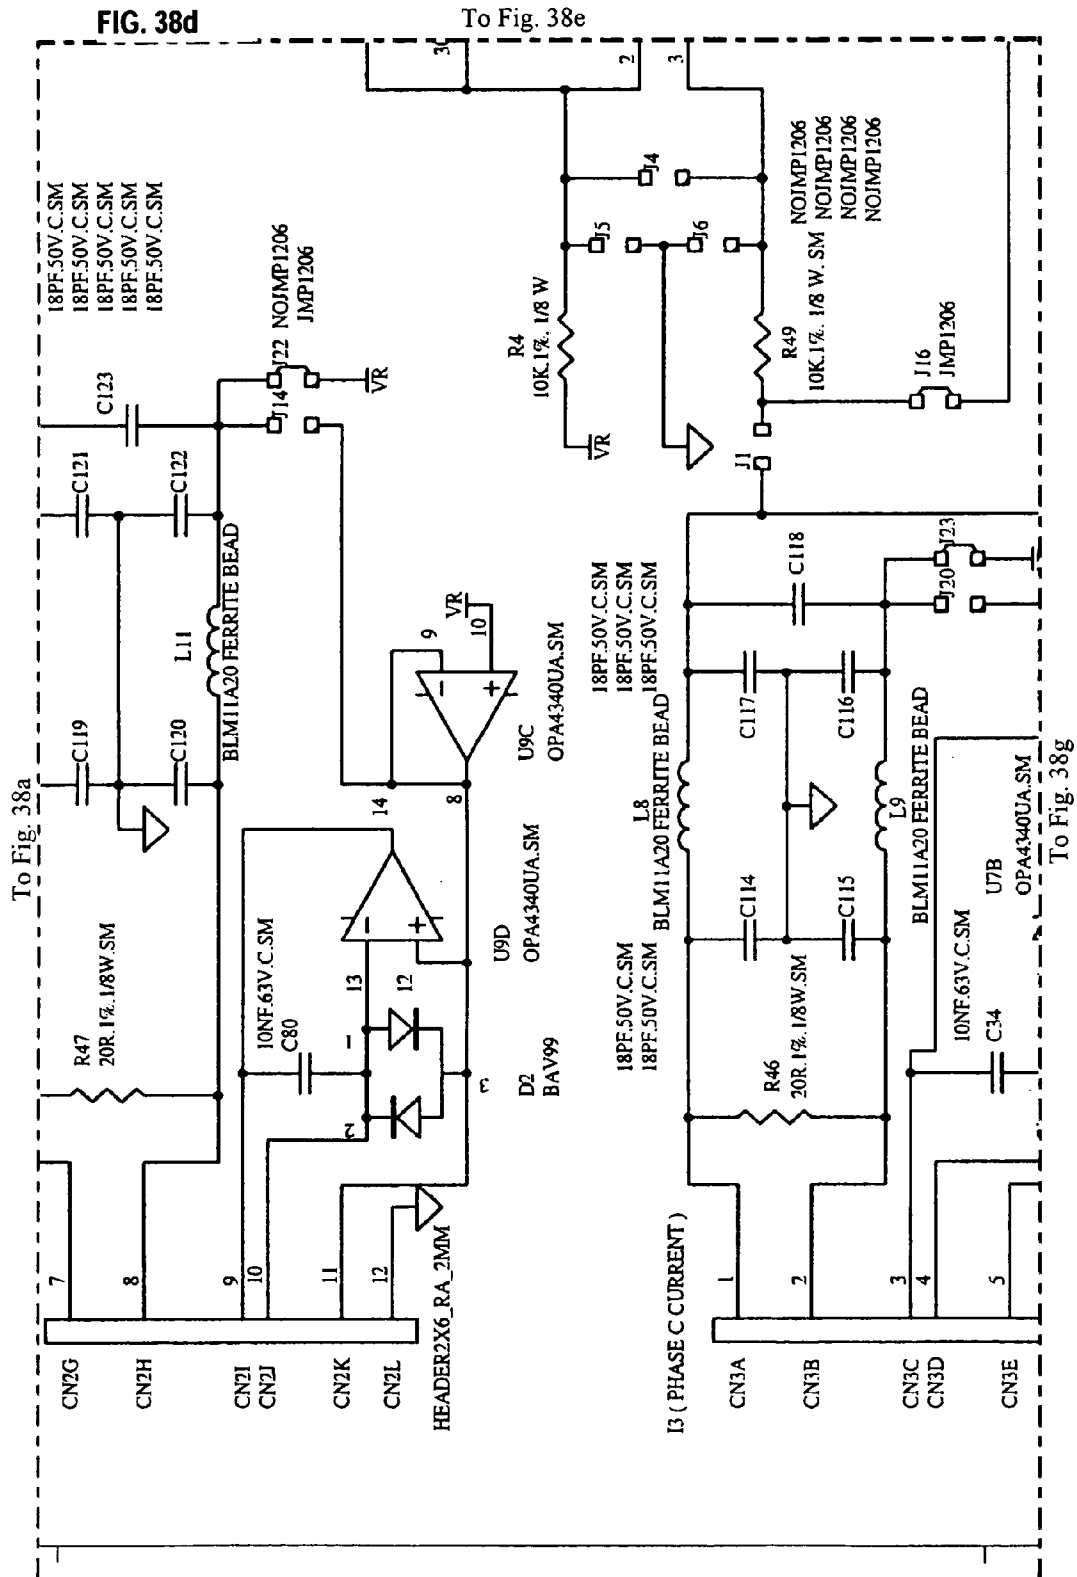 FIG. 38d
To Fig. 38e
To Fig. 38a
To Fig. 38g
18PF.50V.C.SM
18PF.50V.C.SM
18PF.50V.C.SM
18PF.50V.C.SM
18PF.50V.C.SM
C123
C121
C122
C119
C120
L11
BLM11A20 FERRITE BEAD
J22 NOJMP1206
JMP1206
J14
VR
R47
20R.1%.1/8W.SM
30
2
3
J4
J5
J6
NOJMP1206
NOJMP1206
NOJMP1206
NOJMP1206
R4
10K.1%. 1/8 W
VR
R49
10K.1%. 1/8 W. SM
J16
JMP1206
J1
9
VR
10
8
U9C
OPA4340UA.SM
14
13
12
U9D
OPA4340UA.SM
10NF.63V.C.SM
C80
1
2
3
D2
BAV99
7
8
9
10
11
12
CN2G
CN2H
CN2I
CN2J
CN2K
CN2L
HEADER2X6_RA_2MM
18PF.50V.C.SM
18PF.50V.C.SM
18PF.50V.C.SM
L8
BLM11A20 FERRITE BEAD
C118
C117
C116
C114
C115
J23
J20
L9
BLM11A20 FERRITE BEAD
18PF.50V.C.SM
18PF.50V.C.SM
R46
20R.1%.1/8W.SM
U7B
OPA4340UA.SM
10NF.63V.C.SM
C34
I3 ( PHASE C CURRENT )
1
2
3
4
5
CN3A
CN3B
CN3C
CN3D
CN3E